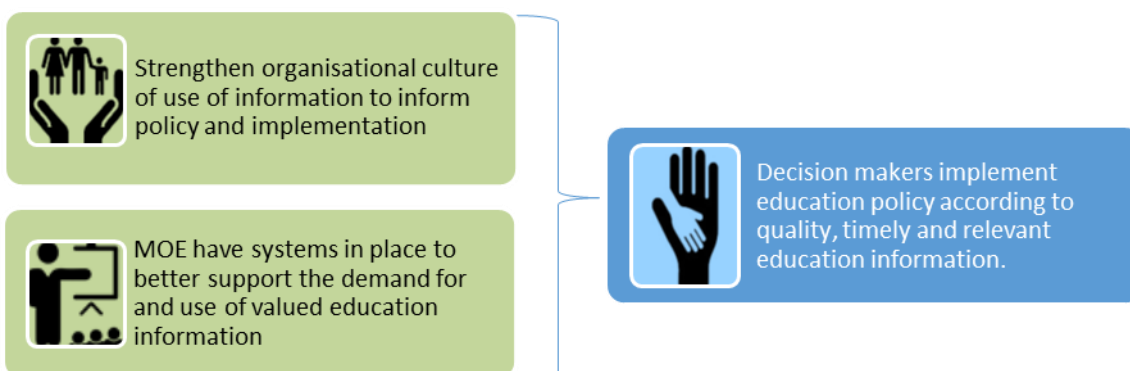 Strengthen organisational culture
of use of information to inform
policy and implementation
MOE have systems in place to
better support the demand for
and use of valued education
information
Decision makers implement
education policy according to
quality, timely and relevant
education information.